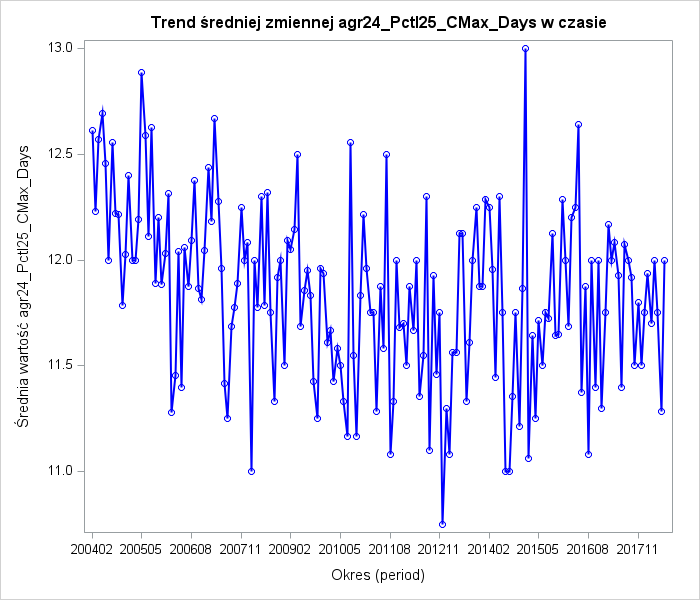 Trend średniej zmiennej agr24_Pctl25_CMax_Days w czasie
Średnia wartość agr24_Pctl25_CMax_Days
13.0
12.5
12.0
11.5
11.0
200402 200505 200608 200711 200902 201005 201108 201211 201402 201505 201608 201711
Okres (period)